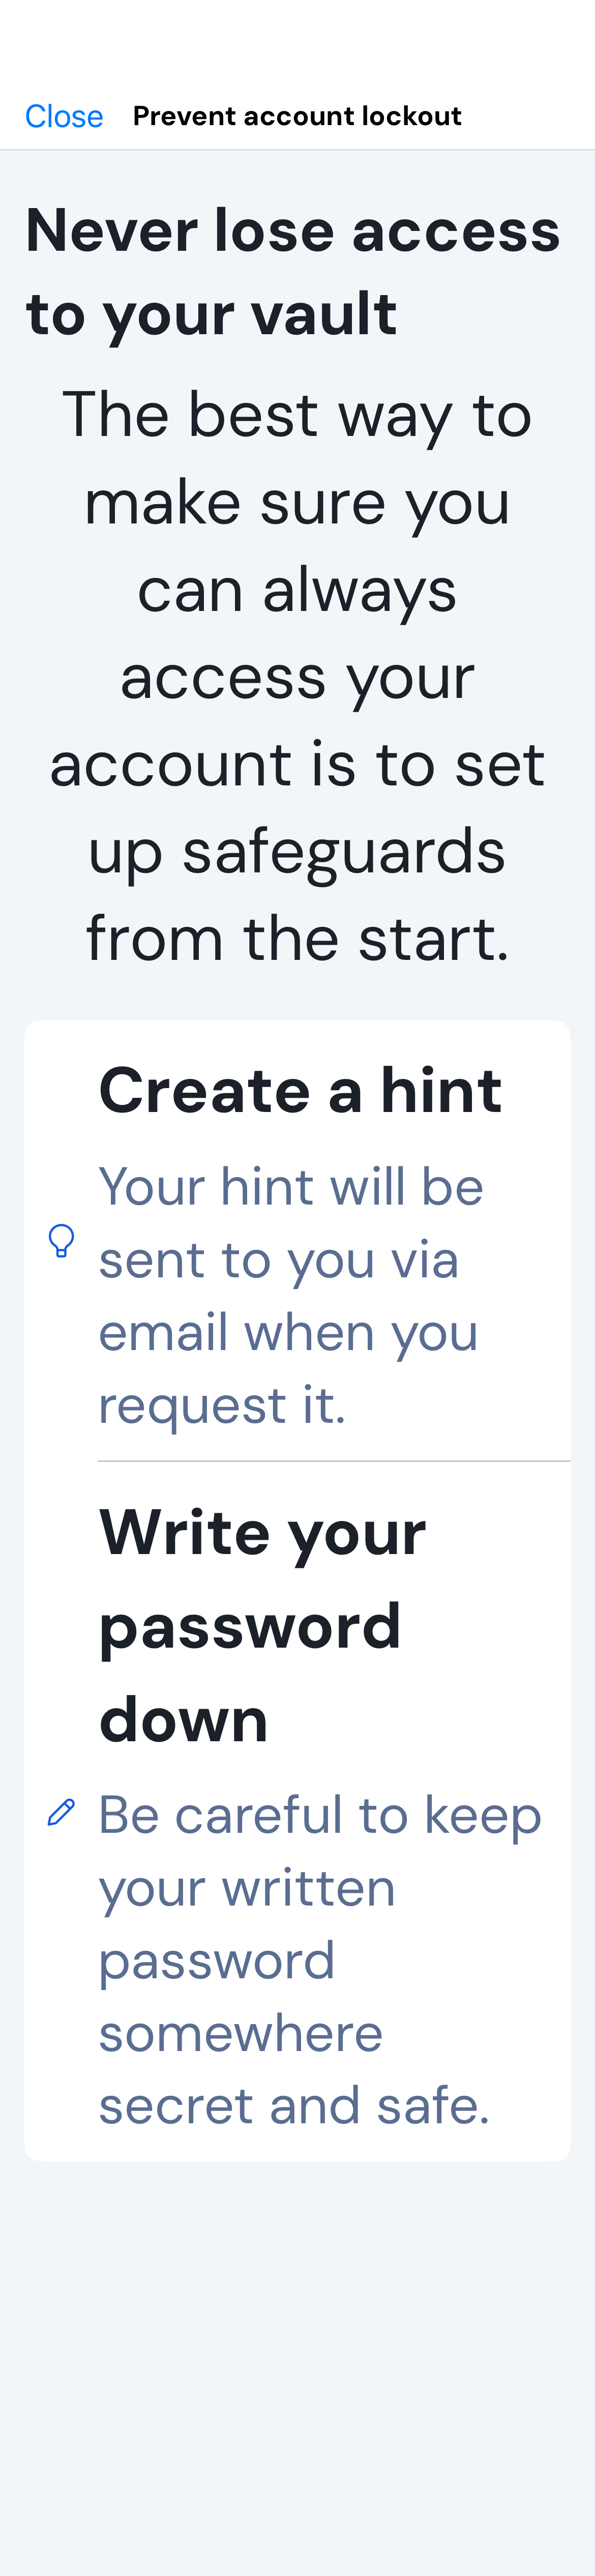 Close Prevent account lockout
Never lose access
to your vault
The best way to
make sure you
can always
access your
account is to set
up safeguards
from the start.
Create a hint
Your hint will be
sent to you via
email when you
request it.
Write your
password
down
Be careful to keep
your written
password
somewhere
secret and safe.